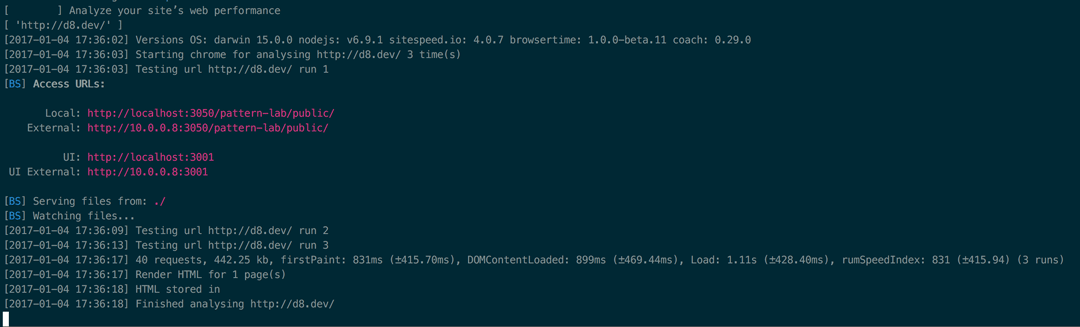 [        ] Analyze your site's web performance
[ 'http://d8.dev/' ]
[2017-01-04 17:36:02] Versions OS: darwin 15.0.0 nodejs: v6.9.1 sitespeed.io: 4.0.7 browsertime: 1.0.0-beta.11 coach: 0.29.0
[2017-01-04 17:36:03] Starting chrome for analysing http://d8.dev/ 3 time(s)
[2017-01-04 17:36:03] Testing url http://d8.dev/ run 1
[BS] Access URLs:
Local: http://localhost:3050/pattern-lab/public/
External: http://10.0.0.8:3050/pattern-lab/public/
UI: http://localhost:3001
UI External: http://10.0.0.8:3001
[BS] Serving files from: ./
[BS] Watching files...
[2017-01-04 17:36:09] Testing url http://d8.dev/ run 2
[2017-01-04 17:36:13] Testing url http://d8.dev/ run 3
[2017-01-04 17:36:17] 40 requests, 442.25 kb, firstPaint: 831ms (±415.70ms), DOMContentLoaded: 899ms (±469.44ms), Load: 1.11s (±428.40ms), rumSpeedIndex: 831 (±415.94) (3 runs)
[2017-01-04 17:36:17] Render HTML for 1 page(s)
[2017-01-04 17:36:18] HTML stored in
[2017-01-04 17:36:18] Finished analysing http://d8.dev/